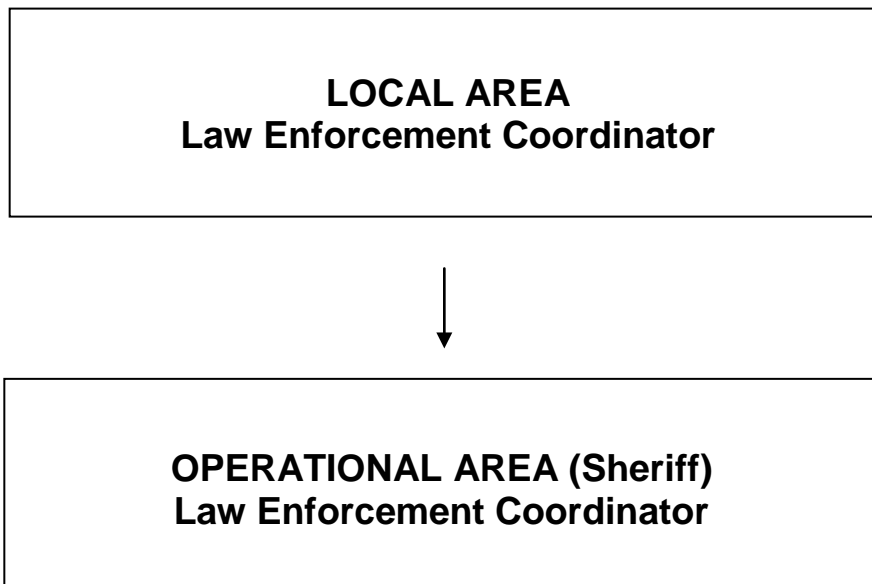 LOCAL AREA
Law Enforcement Coordinator
OPERATIONAL AREA (Sheriff)
Law Enforcement Coordinator